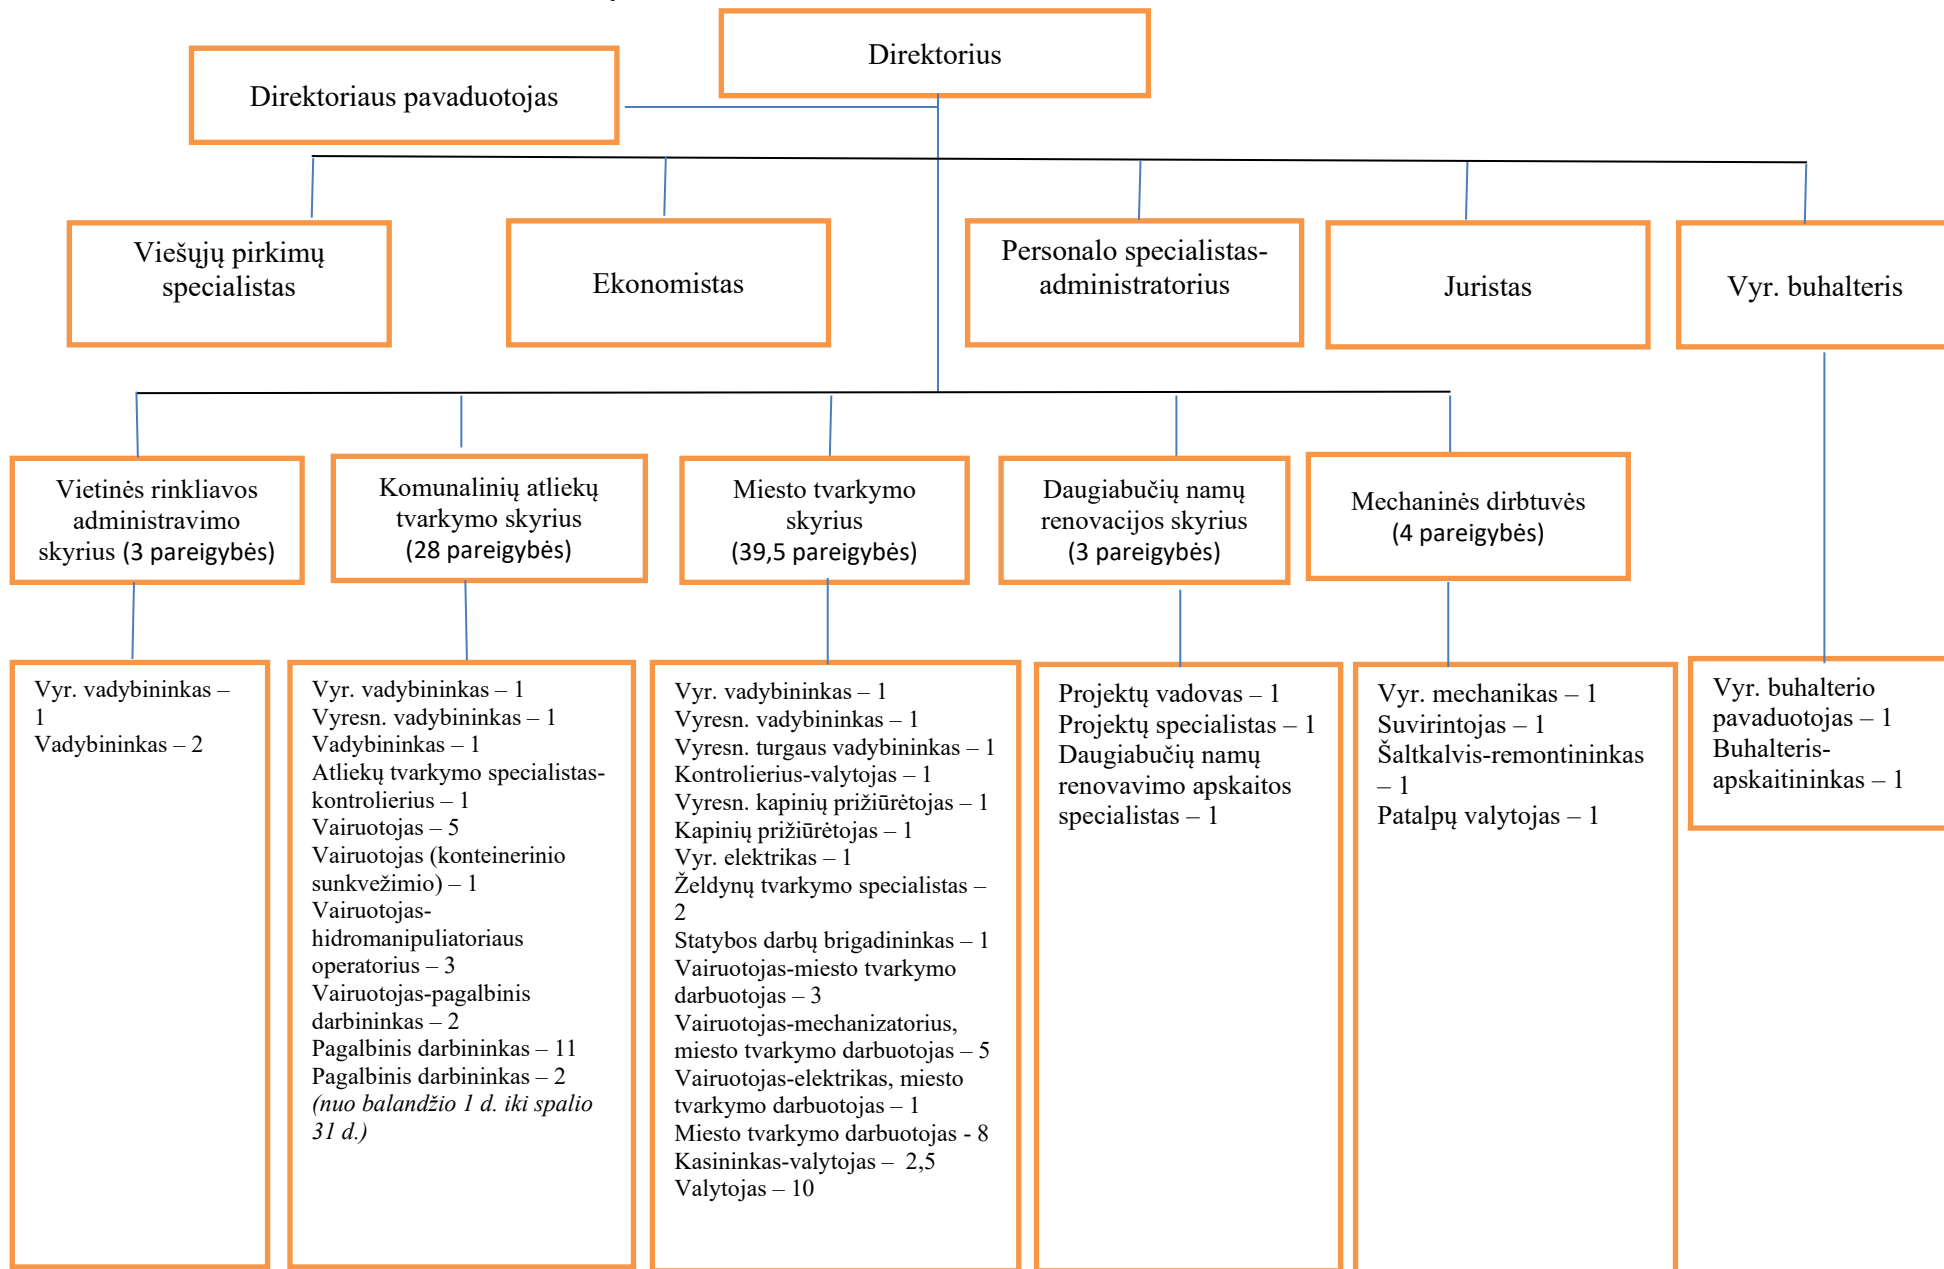 Direktorius
Direktoriaus pavaduotojas
Viešųjų pirkimų
specialistas
Ekonomistas
Personalo specialistas-
administratorius
Juristas
Vyr. buhalteris
Vietinės rinkliavos
administravimo
skyrius (3 pareigybės)
Komunalinių atliekų
tvarkymo skyrius
(28 pareigybės)
Miesto tvarkymo
skyrius
(39,5 pareigybės)
Daugiabučių namų
renovacijos skyrius
(3 pareigybės)
Mechaninės dirbtuvės
(4 pareigybės)
Vyr. vadybininkas –
1
Vadybininkas – 2
Vyr. vadybininkas – 1
Vyresn. vadybininkas – 1
Vadybininkas – 1
Atliekų tvarkymo specialistas-
kontrolierius – 1
Vairuotojas – 5
Vairuotojas (konteinerinio
sunkvežimio) – 1
Vairuotojas-
hidromanipuliatoriaus
operatorius – 3
Vairuotojas-pagalbinis
darbininkas – 2
Pagalbinis darbininkas – 11
Pagalbinis darbininkas – 2
(nuo balandžio 1 d. iki spalio
31 d.)
Vyr. vadybininkas – 1
Vyresn. vadybininkas – 1
Vyresn. turgaus vadybininkas – 1
Kontrolierius-valytojas – 1
Vyresn. kapinių prižiūrėtojas – 1
Kapinių prižiūrėtojas – 1
Vyr. elektrikas – 1
Želdynų tvarkymo specialistas –
2
Statybos darbų brigadininkas – 1
Vairuotojas-miesto tvarkymo
darbuotojas – 3
Vairuotojas-mechanizatorius,
miesto tvarkymo darbuotojas – 5
Vairuotojas-elektrikas, miesto
tvarkymo darbuotojas – 1
Miesto tvarkymo darbuotojas - 8
Kasininkas-valytojas – 2,5
Valytojas – 10
Projektų vadovas – 1
Projektų specialistas – 1
Daugiabučių namų
renovavimo apskaitos
specialistas – 1
Vyr. mechanikas – 1
Suvirintojas – 1
Šaltkalvis-remontininkas
– 1
Patalpų valytojas – 1
Vyr. buhalterio
pavaduotojas – 1
Buhalteris-
apskaitininkas – 1